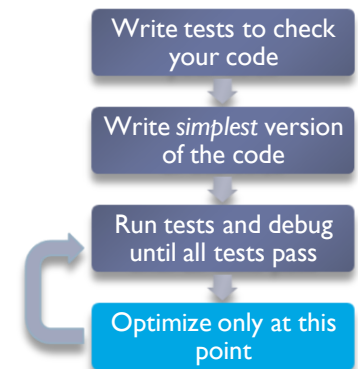 Write tests to check
your code
Write simplest version
of the code
Run tests and debug
until all tests pass
Optimize only at this
point